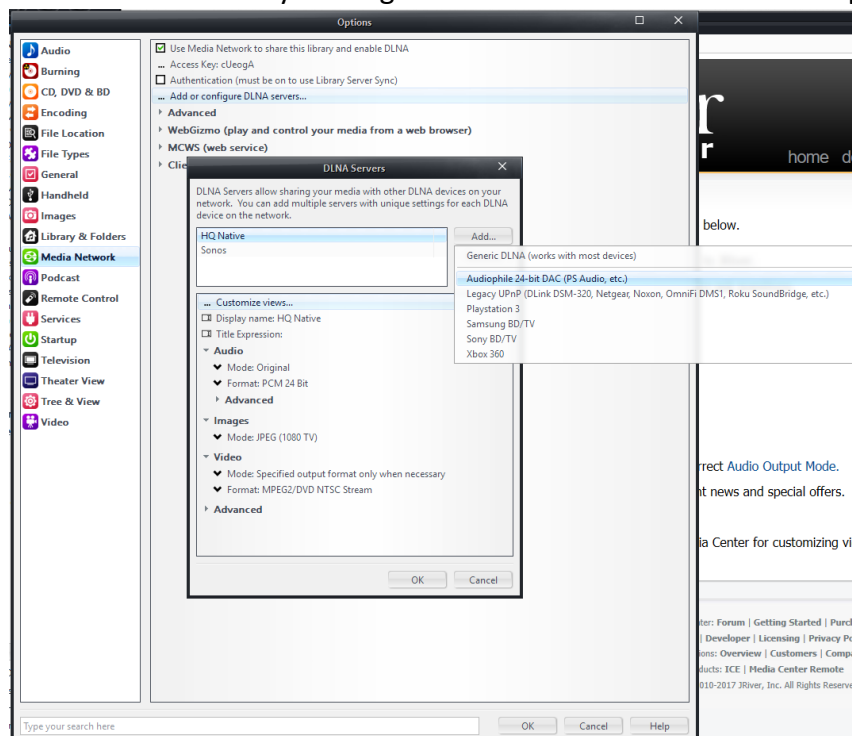 Options
Audio
Burning
CD, DVD & BD
Encoding
File Location
File Types
General
Handheld
Images
Library & Folders
Media Network
Podcast
Remote Control
Services
Startup
Television
Theater View
Tree & View
Video
Use Media Network to share this library and enable DLNA
... Access Key: cUeogA
Authentication (must be on to use Library Server Sync)
... Add or configure DLNA servers...
Advanced
WebGizmo (play and control your media from a web browser)
MCWS (web service)
Clie
DLNA Servers
DLNA Servers allow sharing your media with other DLNA devices on your
network. You can add multiple servers with unique settings for each DLNA
device on the network.
HQ Native
Sonos
Add...
Generic DLNA (works with most devices)
Audiophile 24-bit DAC (PS Audio, etc.)
Legacy UPnP (DLink DSM-320, Netgear, Noxon, OmniFi DMS1, Roku SoundBridge, etc.)
Playstation 3
Samsung BD/TV
Sony BD/TV
Xbox 360
... Customize views...
Display name: HQ Native
Title Expression:
Audio
Mode: Original
Format: PCM 24 Bit
Advanced
Images
Mode: JPEG (1080 TV)
Video
Mode: Specified output format only when necessary
Format: MPEG2/DVD NTSC Stream
Advanced
OK Cancel
Type your search here
OK Cancel Help
home d
below.
rrect Audio Output Mode.
nt news and special offers.
ia Center for customizing vi
ter: Forum | Getting Started | Purcl
| Developer | Licensing | Privacy Po
ions: Overview | Customers | Compa
ducts: ICE | Media Center Remote
010-2017 JRiver, Inc. All Rights Reserve